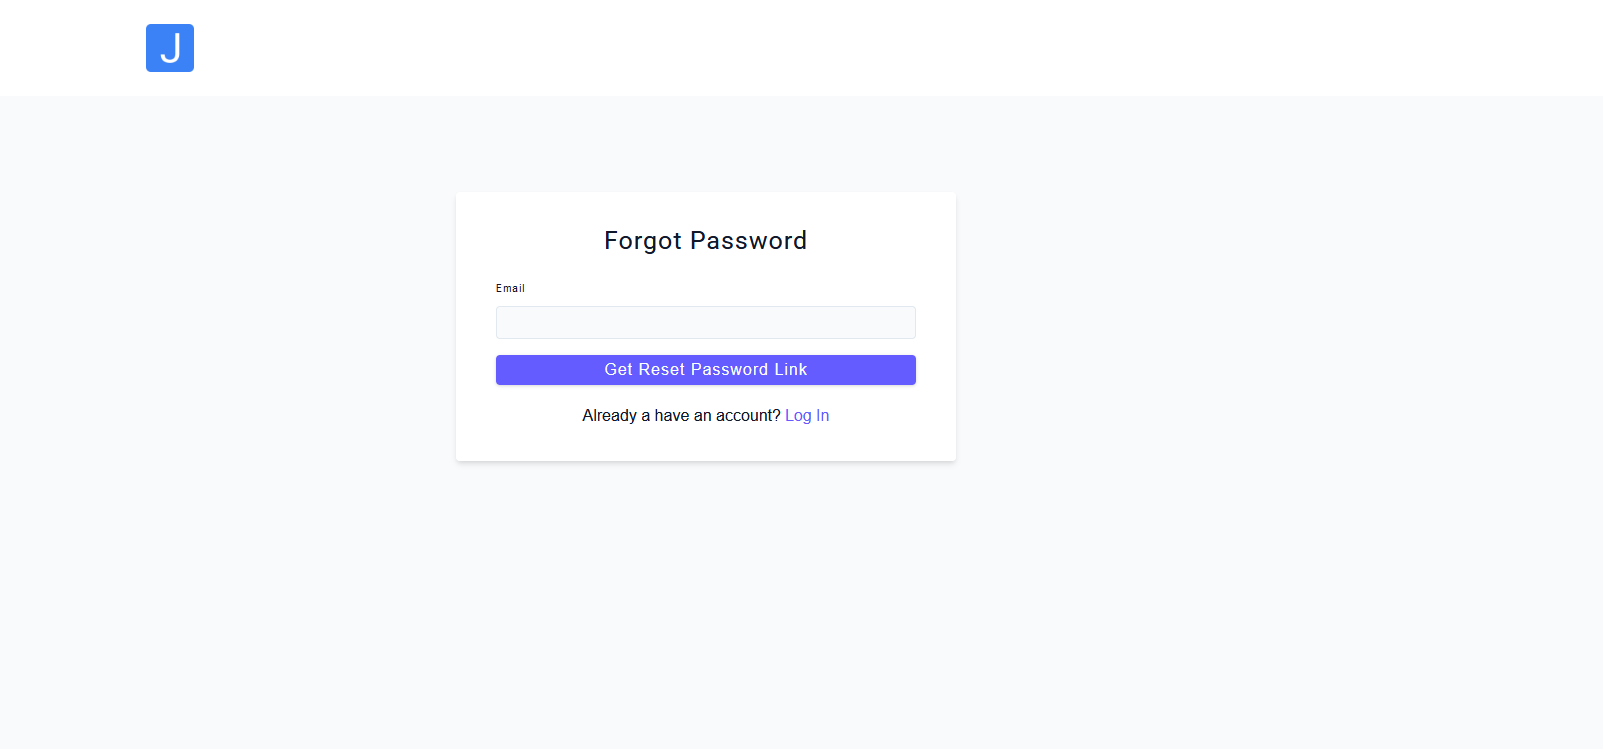 J
Forgot Password
Email
Get Reset Password Link
Already a have an account? Log In